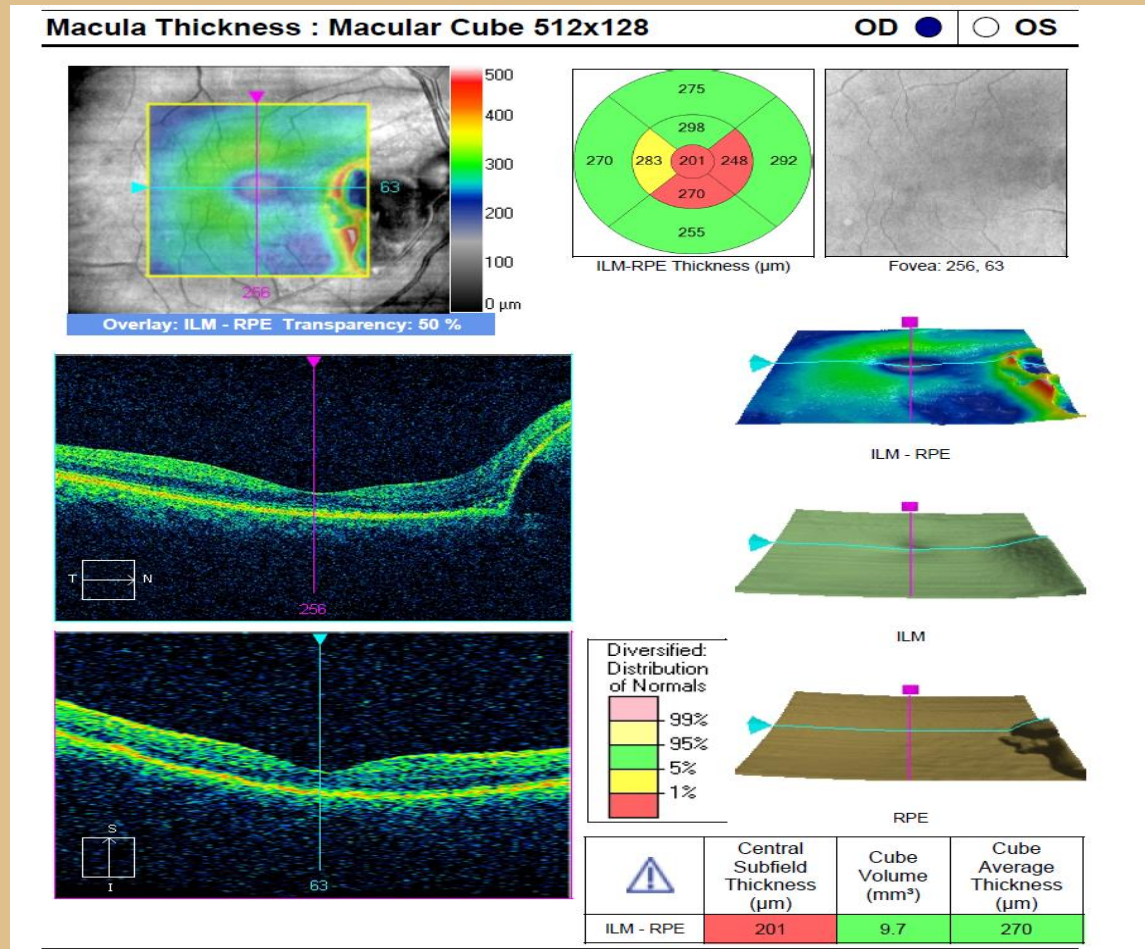 Macula Thickness : Macular Cube 512x128
OD
OS
500
400
300
200
100
0 µm
63
256
Overlay: ILM - RPE Transparency: 50 %
275
298
270
283
201
248
292
270
255
ILM-RPE Thickness (µm)
Fovea: 256, 63
T
N
256
ILM - RPE
ILM
S
I
63
Diversified:
Distribution
of Normals
99%
95%
5%
1%
RPE
Central
Subfield
Thickness
(µm)
Cube
Volume
(mm³)
Cube
Average
Thickness
(µm)
ILM - RPE
201
9.7
270